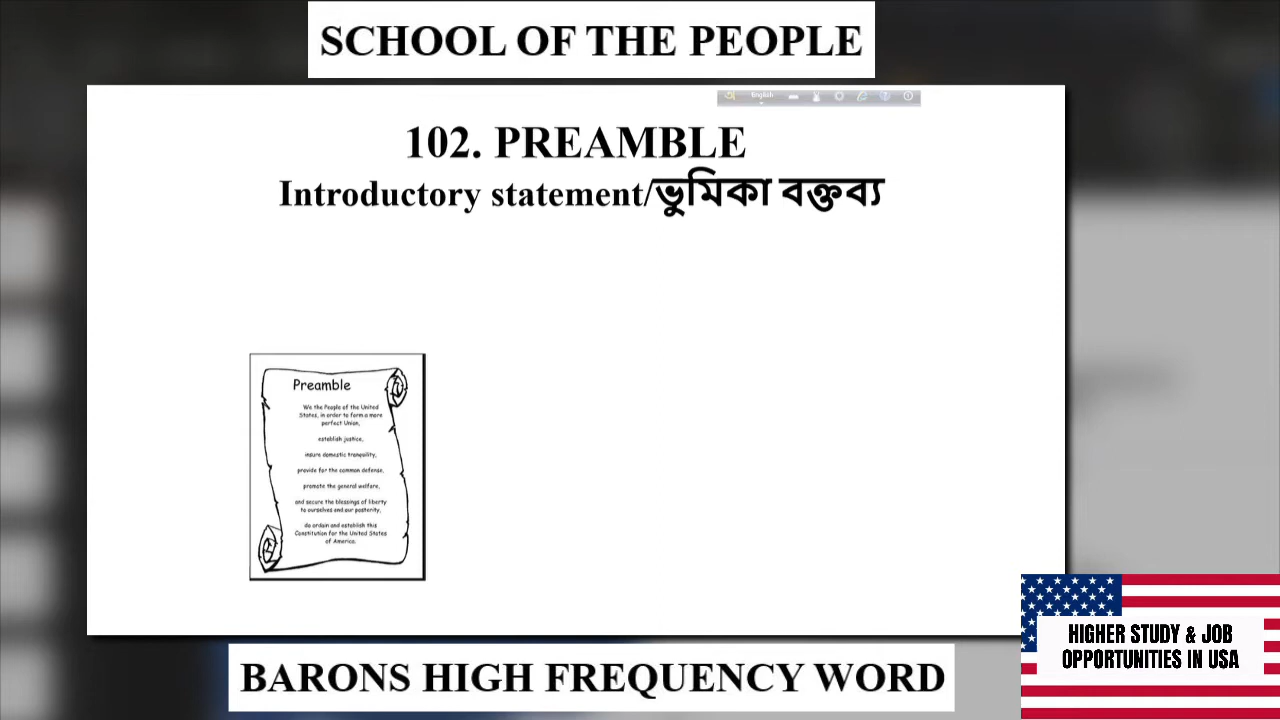 SCHOOL OF THE PEOPLE
English
102. PREAMBLE
Introductory statement/ভুমিকা বক্তব্য
Preamble
We the People of the United
States, in order to form a more
perfect Union,
establish justice,
insure domestic tranquility,
provide for the common defense,
promote the general welfare,
and secure the blessings of liberty
to ourselves and our posterity,
do ordain and establish this
Constitution for the United States
of America.
HIGHER STUDY & JOB
OPPORTUNITIES IN USA
BARONS HIGH FREQUENCY WORD